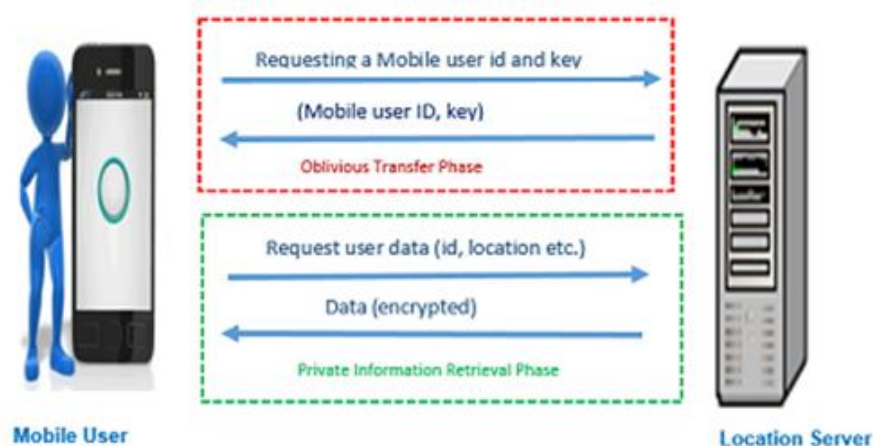 Requesting a Mobile user id and key
(Mobile user ID, key)
Oblivious Transfer Phase
Request user data (id, location etc.)
Data (encrypted)
Private Information Retrieval Phase
Mobile User
Location Server